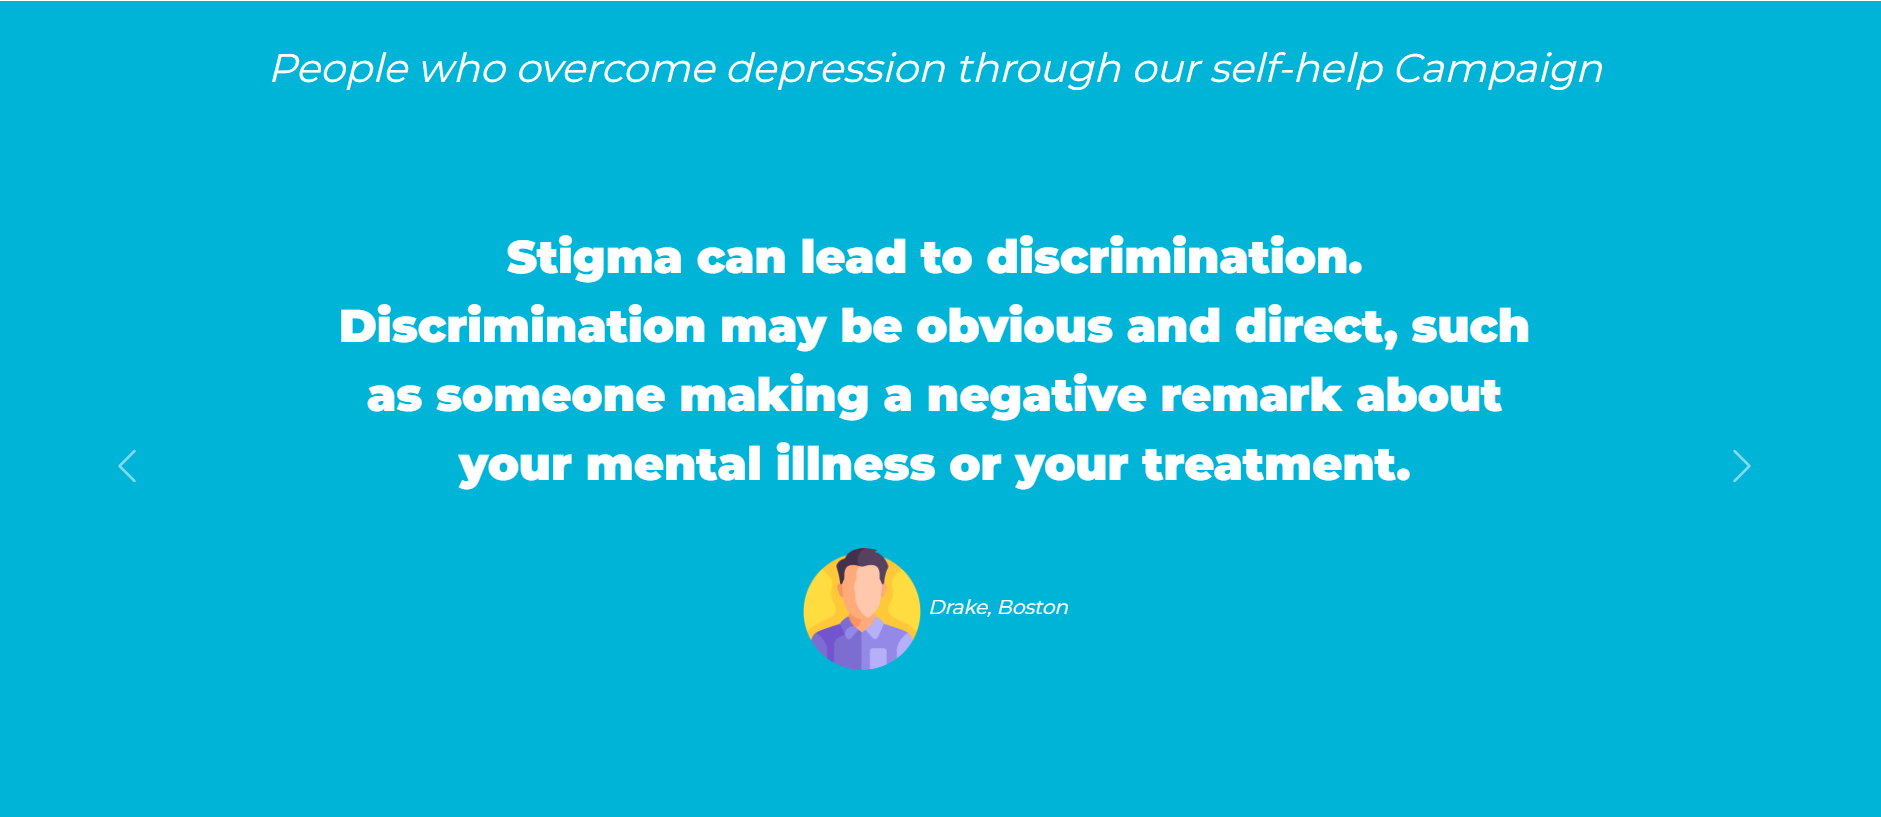 People who overcome depression through our self-help Campaign
Stigma can lead to discrimination.
Discrimination may be obvious and direct, such
as someone making a negative remark about
your mental illness or your treatment.
Drake, Boston